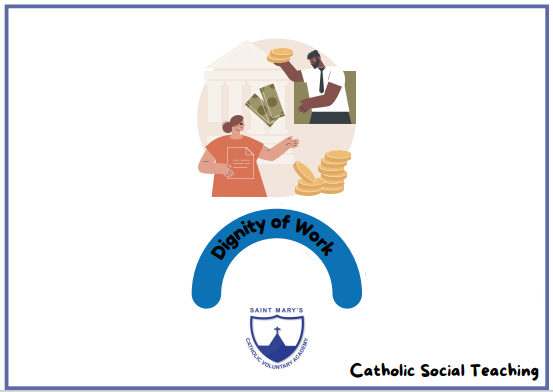 Dignity of Work
SAINT MARY'S
CATHOLIC VOLUNTARY ACADEMY
Catholic Social Teaching